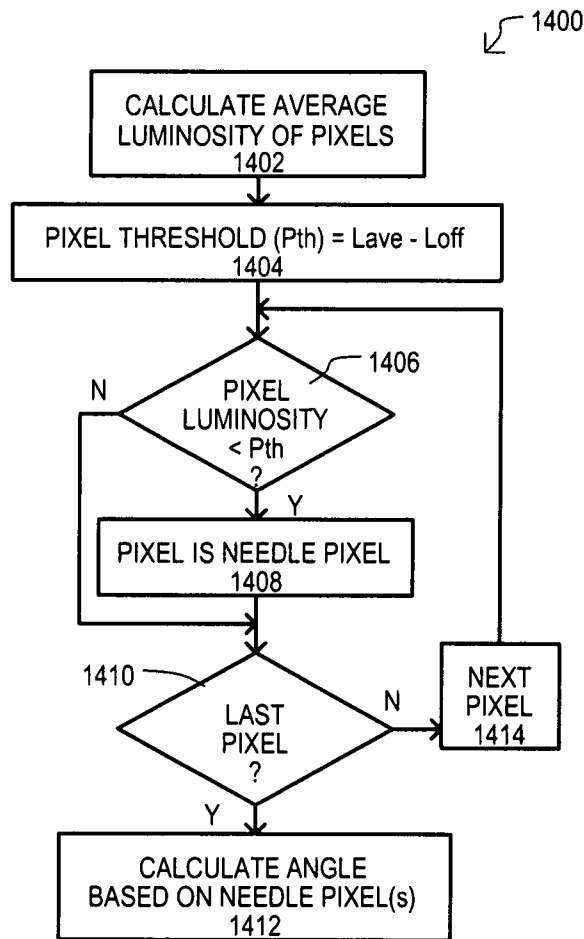 1400
CALCULATE AVERAGE
LUMINOSITY OF PIXELS
1402
PIXEL THRESHOLD (Pth) = Lave - Loff
1404
1406
N
PIXEL
LUMINOSITY
< Pth
?
Y
PIXEL IS NEEDLE PIXEL
1408
1410
LAST
PIXEL
?
N
NEXT
PIXEL
1414
Y
CALCULATE ANGLE
BASED ON NEEDLE PIXEL(s)
1412